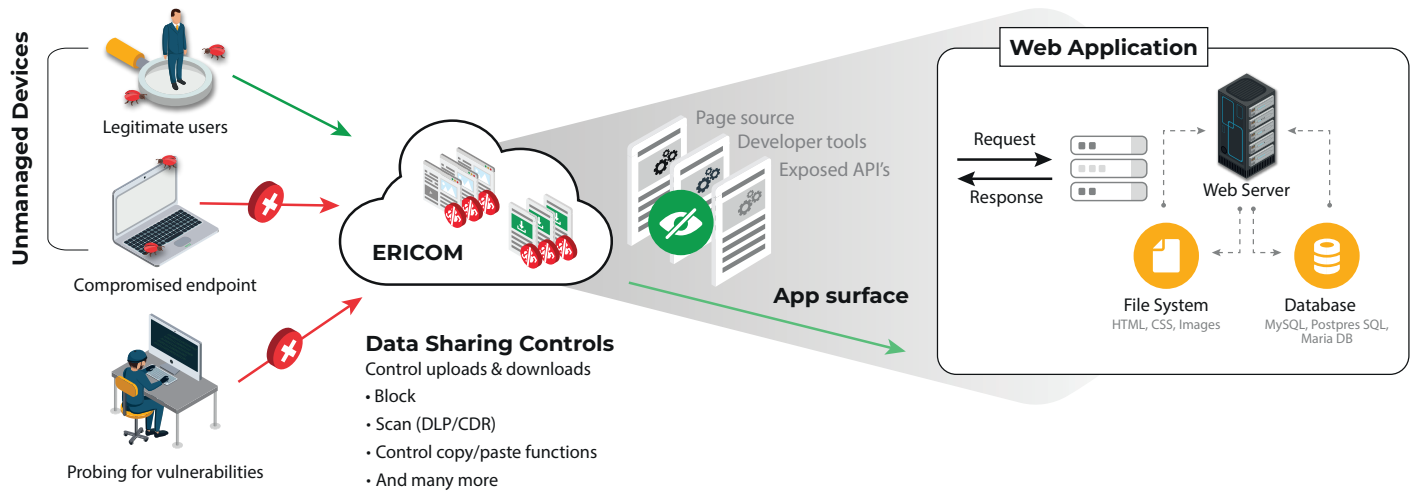 Unmanaged Devices
Legitimate users
Compromised endpoint
Probing for vulnerabilities
ERICOM
Data Sharing Controls
Control uploads & downloads
• Block
• Scan (DLP/CDR)
• Control copy/paste functions
• And many more
Page source
Developer tools
Exposed API's
App surface
Web Application
Request
Response
Web Server
File System
HTML, CSS, Images
Database
MySQL, Postpres SQL,
Maria DB